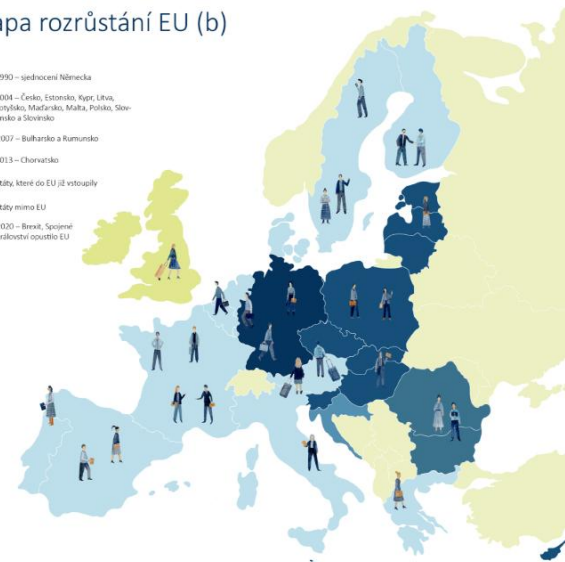 apa rozrůstání EU (b)
990 – sjednocení Německa
004 – Česko, Estonsko, Kypr, Litva,
otyšsko, Maďarsko, Malta, Polsko, Slov-
nsko a Slovinsko
007 – Bulharsko a Rumunsko
013 – Chorvatsko
táty, které do EU již vstoupily
táty mimo EU
020 – Brexit, Spojené
rálovství opustilo EU